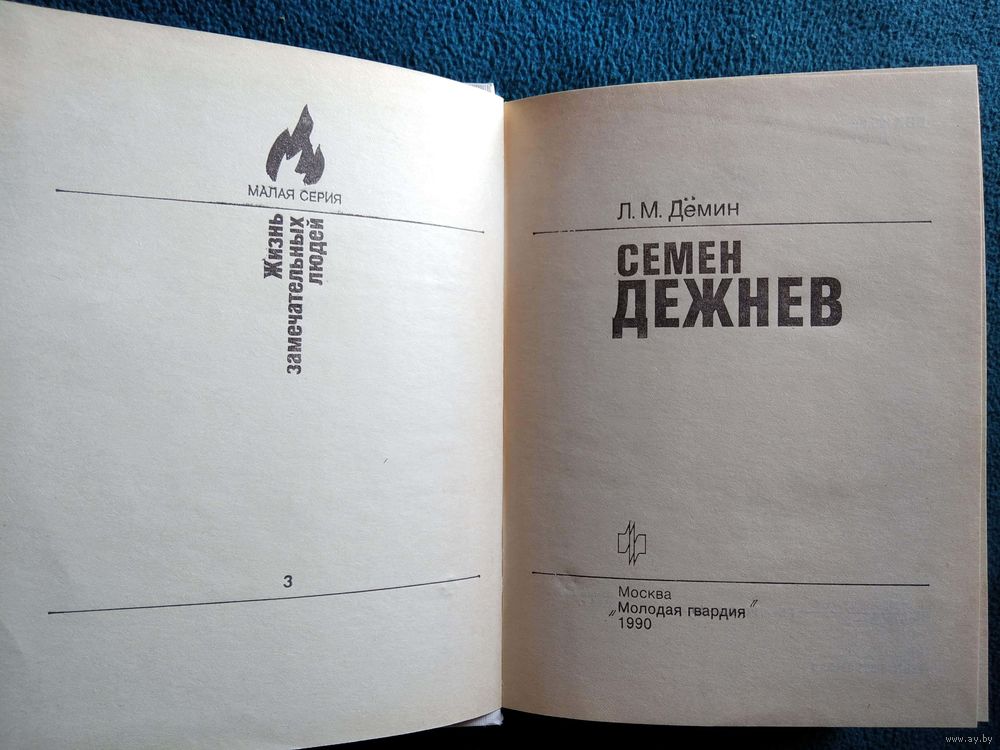 МАЛАЯ СЕРИЯ
Жизнь
замечательных
людей
3
Л. М. Дёмин
СЕМЕН
ДЕЖНЕВ
Москва
„Молодая гвардия"
1990
www.ay.by